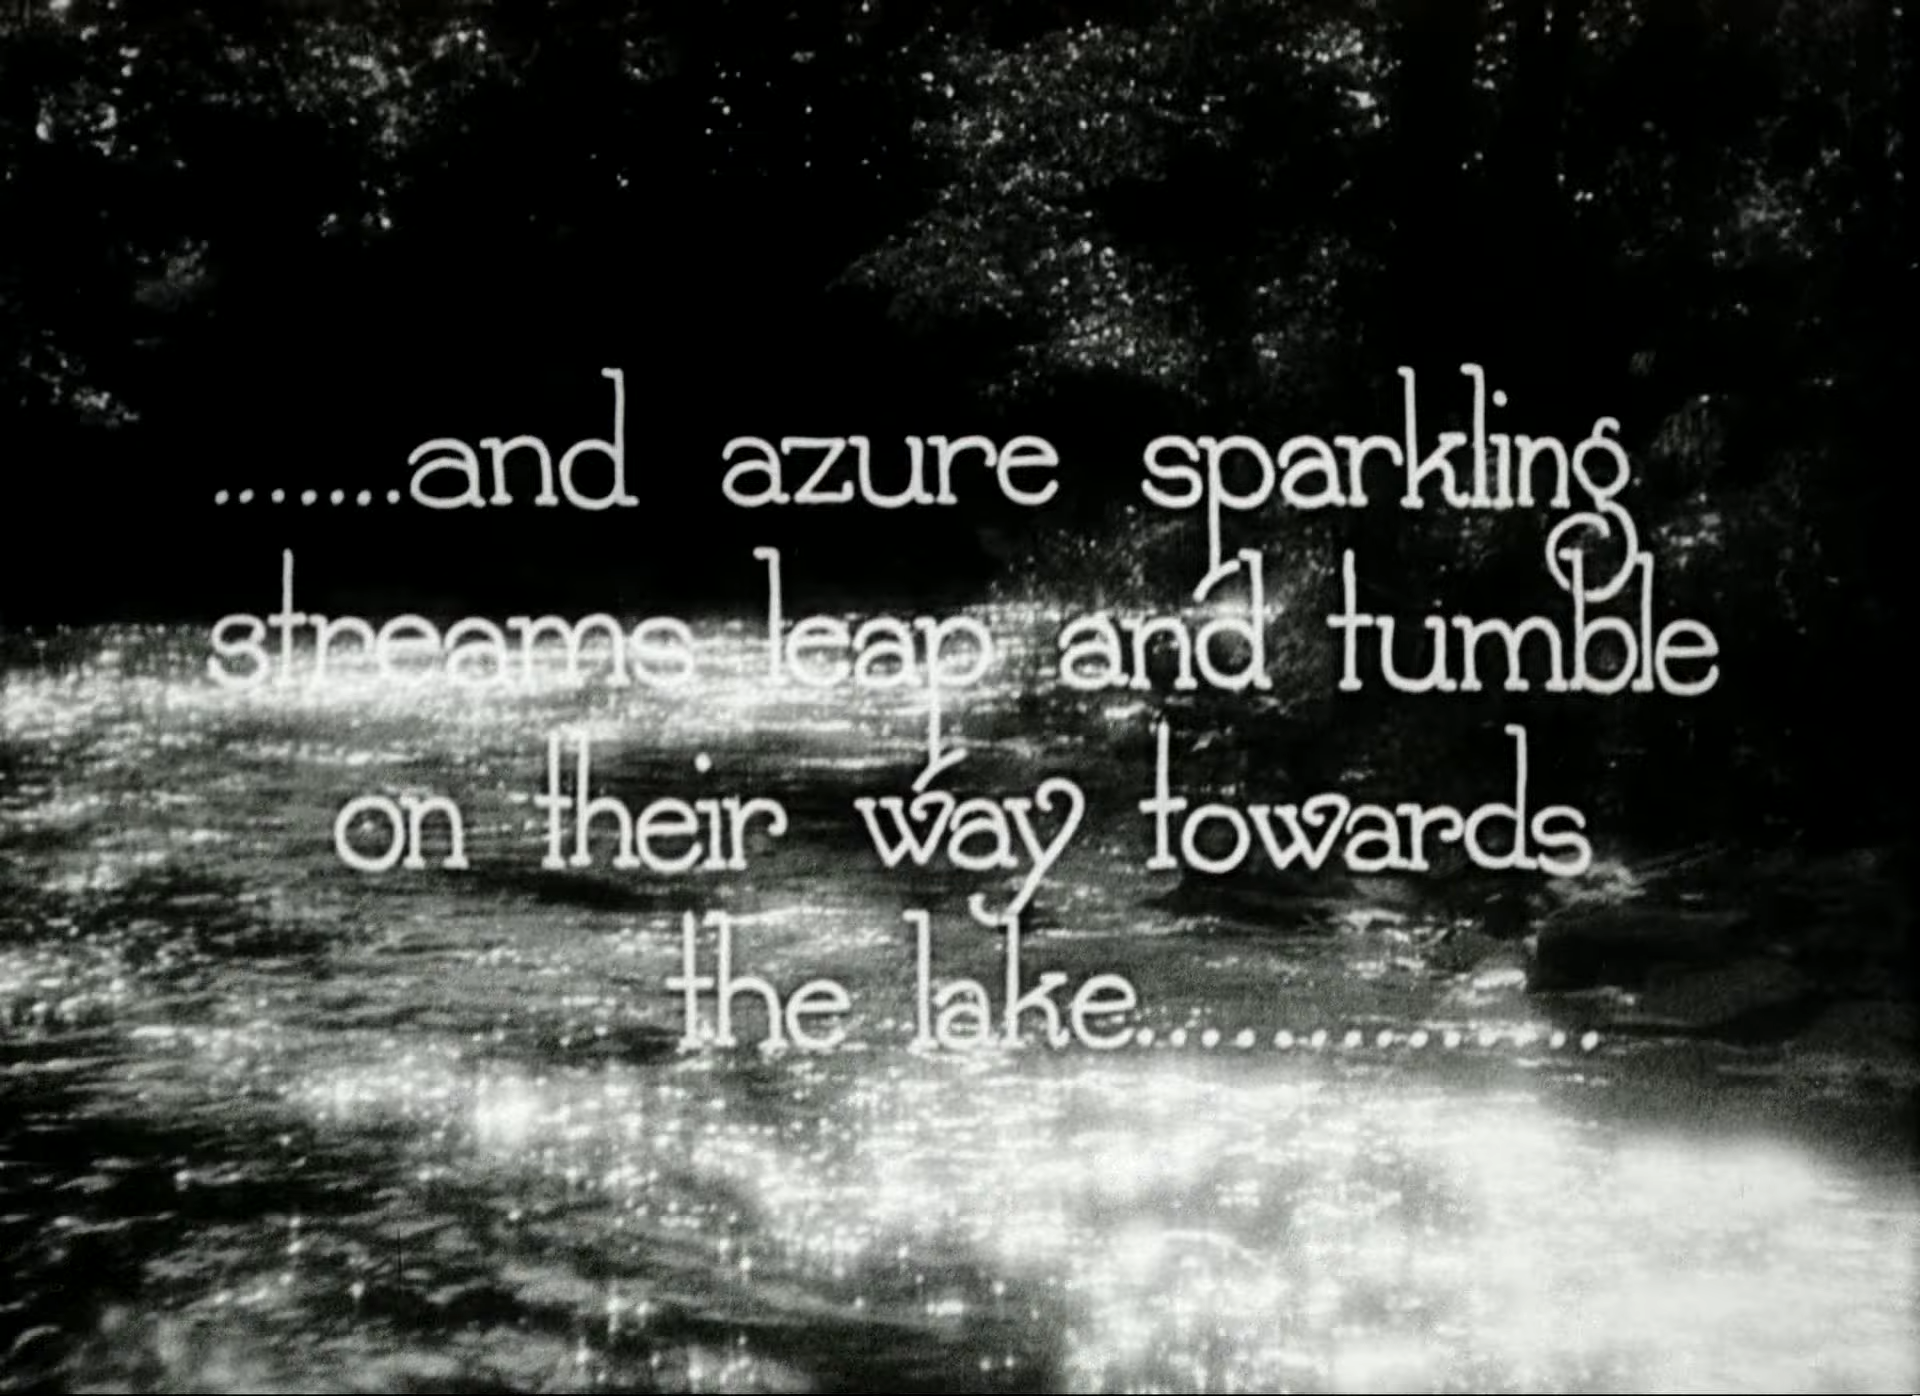 .......and azure sparkling
streams leap and tumble
on their way towards
the lake................